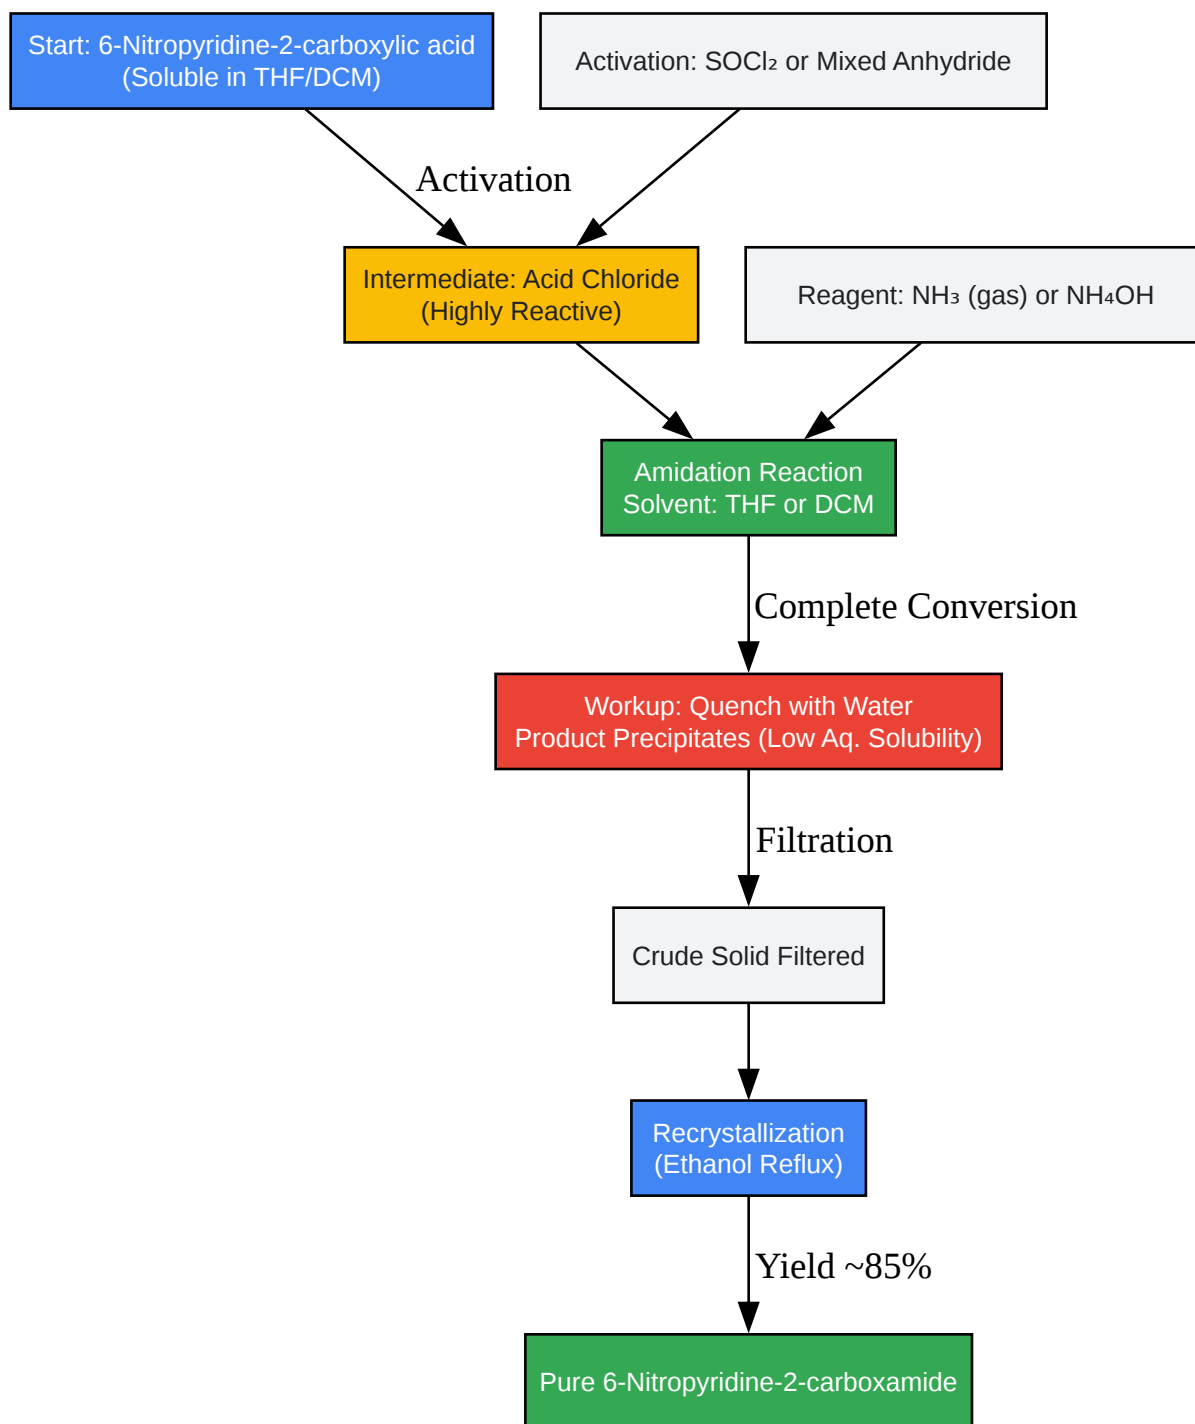 Start: 6-Nitropyridine-2-carboxylic acid
(Soluble in THF/DCM)
Activation: SOCl₂ or Mixed Anhydride
Activation
Intermediate: Acid Chloride
(Highly Reactive)
Reagent: NH₃ (gas) or NH₄OH
Amidation Reaction
Solvent: THF or DCM
Complete Conversion
Workup: Quench with Water
Product Precipitates (Low Aq. Solubility)
Filtration
Crude Solid Filtered
Recrystallization
(Ethanol Reflux)
Yield ~85%
Pure 6-Nitropyridine-2-carboxamide